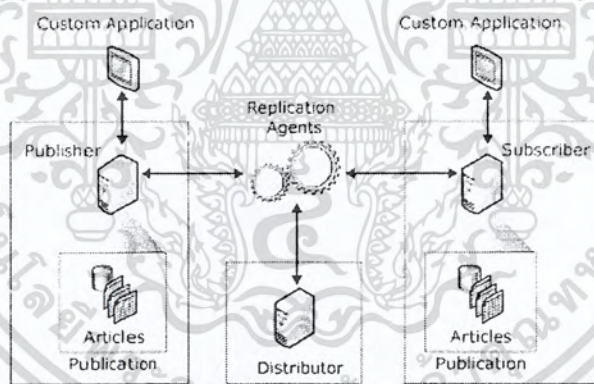 Custom Application
Custom Application
Replication
Agents
Publisher
Subscriber
Articles
Publication
Distributor
Articles
Publication